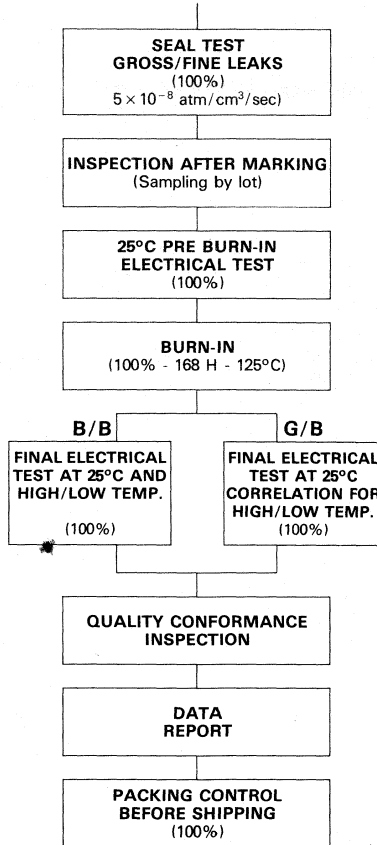 SEAL TEST
GROSS/FINE LEAKS
(100%)
5 × 10⁻⁸ atm/cm³/sec)
INSPECTION AFTER MARKING
(Sampling by lot)
25°C PRE BURN-IN
ELECTRICAL TEST
(100%)
BURN-IN
(100% - 168 H - 125°C)
B/B
FINAL ELECTRICAL
TEST AT 25°C AND
HIGH/LOW TEMP.
(100%)
G/B
FINAL ELECTRICAL
TEST AT 25°C
CORRELATION FOR
HIGH/LOW TEMP.
(100%)
QUALITY CONFORMANCE
INSPECTION
DATA
REPORT
PACKING CONTROL
BEFORE SHIPPING
(100%)